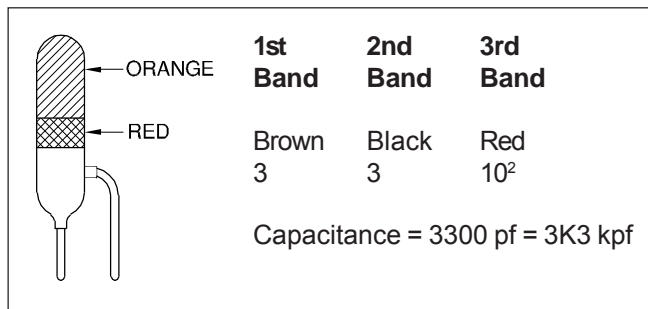 ORANGE
RED
1st 2nd 3rd
Band Band Band
Brown Black Red
3 3 10²
Capacitance = 3300 pf = 3K3 kpf